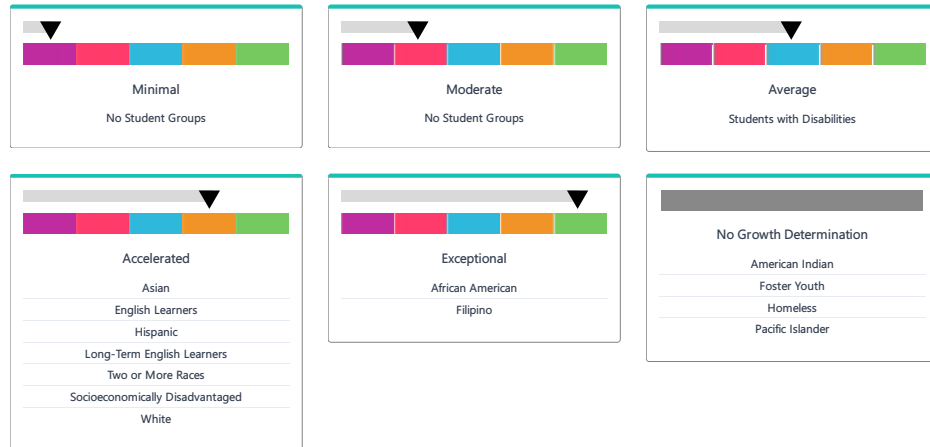 Minimal
No Student Groups
Moderate
No Student Groups
Average
Students with Disabilities
Accelerated
Asian
English Learners
Hispanic
Long-Term English Learners
Two or More Races
Socioeconomically Disadvantaged
White
Exceptional
African American
Filipino
No Growth Determination
American Indian
Foster Youth
Homeless
Pacific Islander